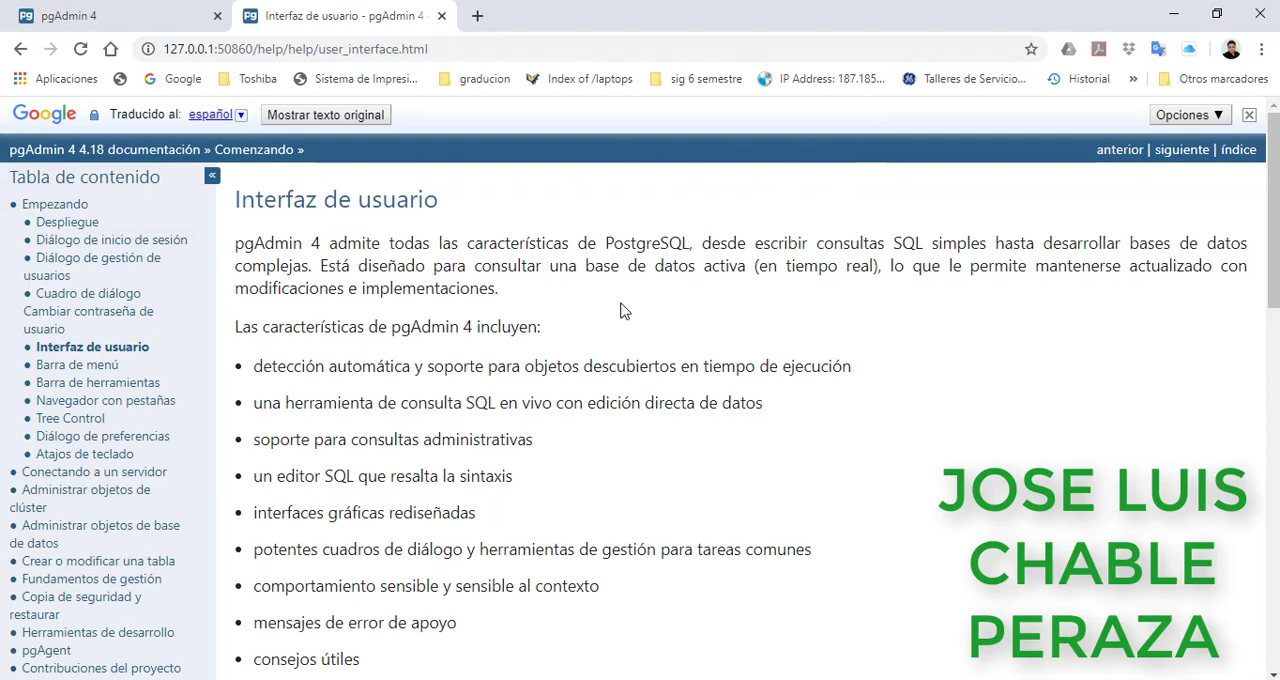 pgAdmin 4
Interfaz de usuario - pgAdmin 4
127.0.0.1:50860/help/help/user_interface.html
Aplicaciones
Google
Toshiba
Sistema de Impresi...
graducion
Index of /laptops
sig 6 semestre
IP Address: 187.185...
Talleres de Servicio...
Historial
»
Otros marcadores
Google
Traducido al: español
Mostrar texto original
Opciones ▼
pgAdmin 4 4.18 documentación » Comenzando »
anterior | siguiente | índice
Tabla de contenido
«
Empezando
Despliegue
Diálogo de inicio de sesión
Diálogo de gestión de
usuarios
Cuadro de diálogo
Cambiar contraseña de
usuario
Interfaz de usuario
Barra de menú
Barra de herramientas
Navegador con pestañas
Tree Control
Diálogo de preferencias
Atajos de teclado
Conectando a un servidor
Administrar objetos de
clúster
Administrar objetos de base
de datos
Crear o modificar una tabla
Fundamentos de gestión
Copia de seguridad y
restaurar
Herramientas de desarrollo
pgAgent
Contribuciones del proyecto
Interfaz de usuario
pgAdmin 4 admite todas las características de PostgreSQL, desde escribir consultas SQL simples hasta desarrollar bases de datos
complejas. Está diseñado para consultar una base de datos activa (en tiempo real), lo que le permite mantenerse actualizado con
modificaciones e implementaciones.
Las características de pgAdmin 4 incluyen:
• detección automática y soporte para objetos descubiertos en tiempo de ejecución
• una herramienta de consulta SQL en vivo con edición directa de datos
• soporte para consultas administrativas
• un editor SQL que resalta la sintaxis
• interfaces gráficas rediseñadas
• potentes cuadros de diálogo y herramientas de gestión para tareas comunes
• comportamiento sensible y sensible al contexto
• mensajes de error de apoyo
• consejos útiles
JOSE LUIS
CHABLE
PERAZA